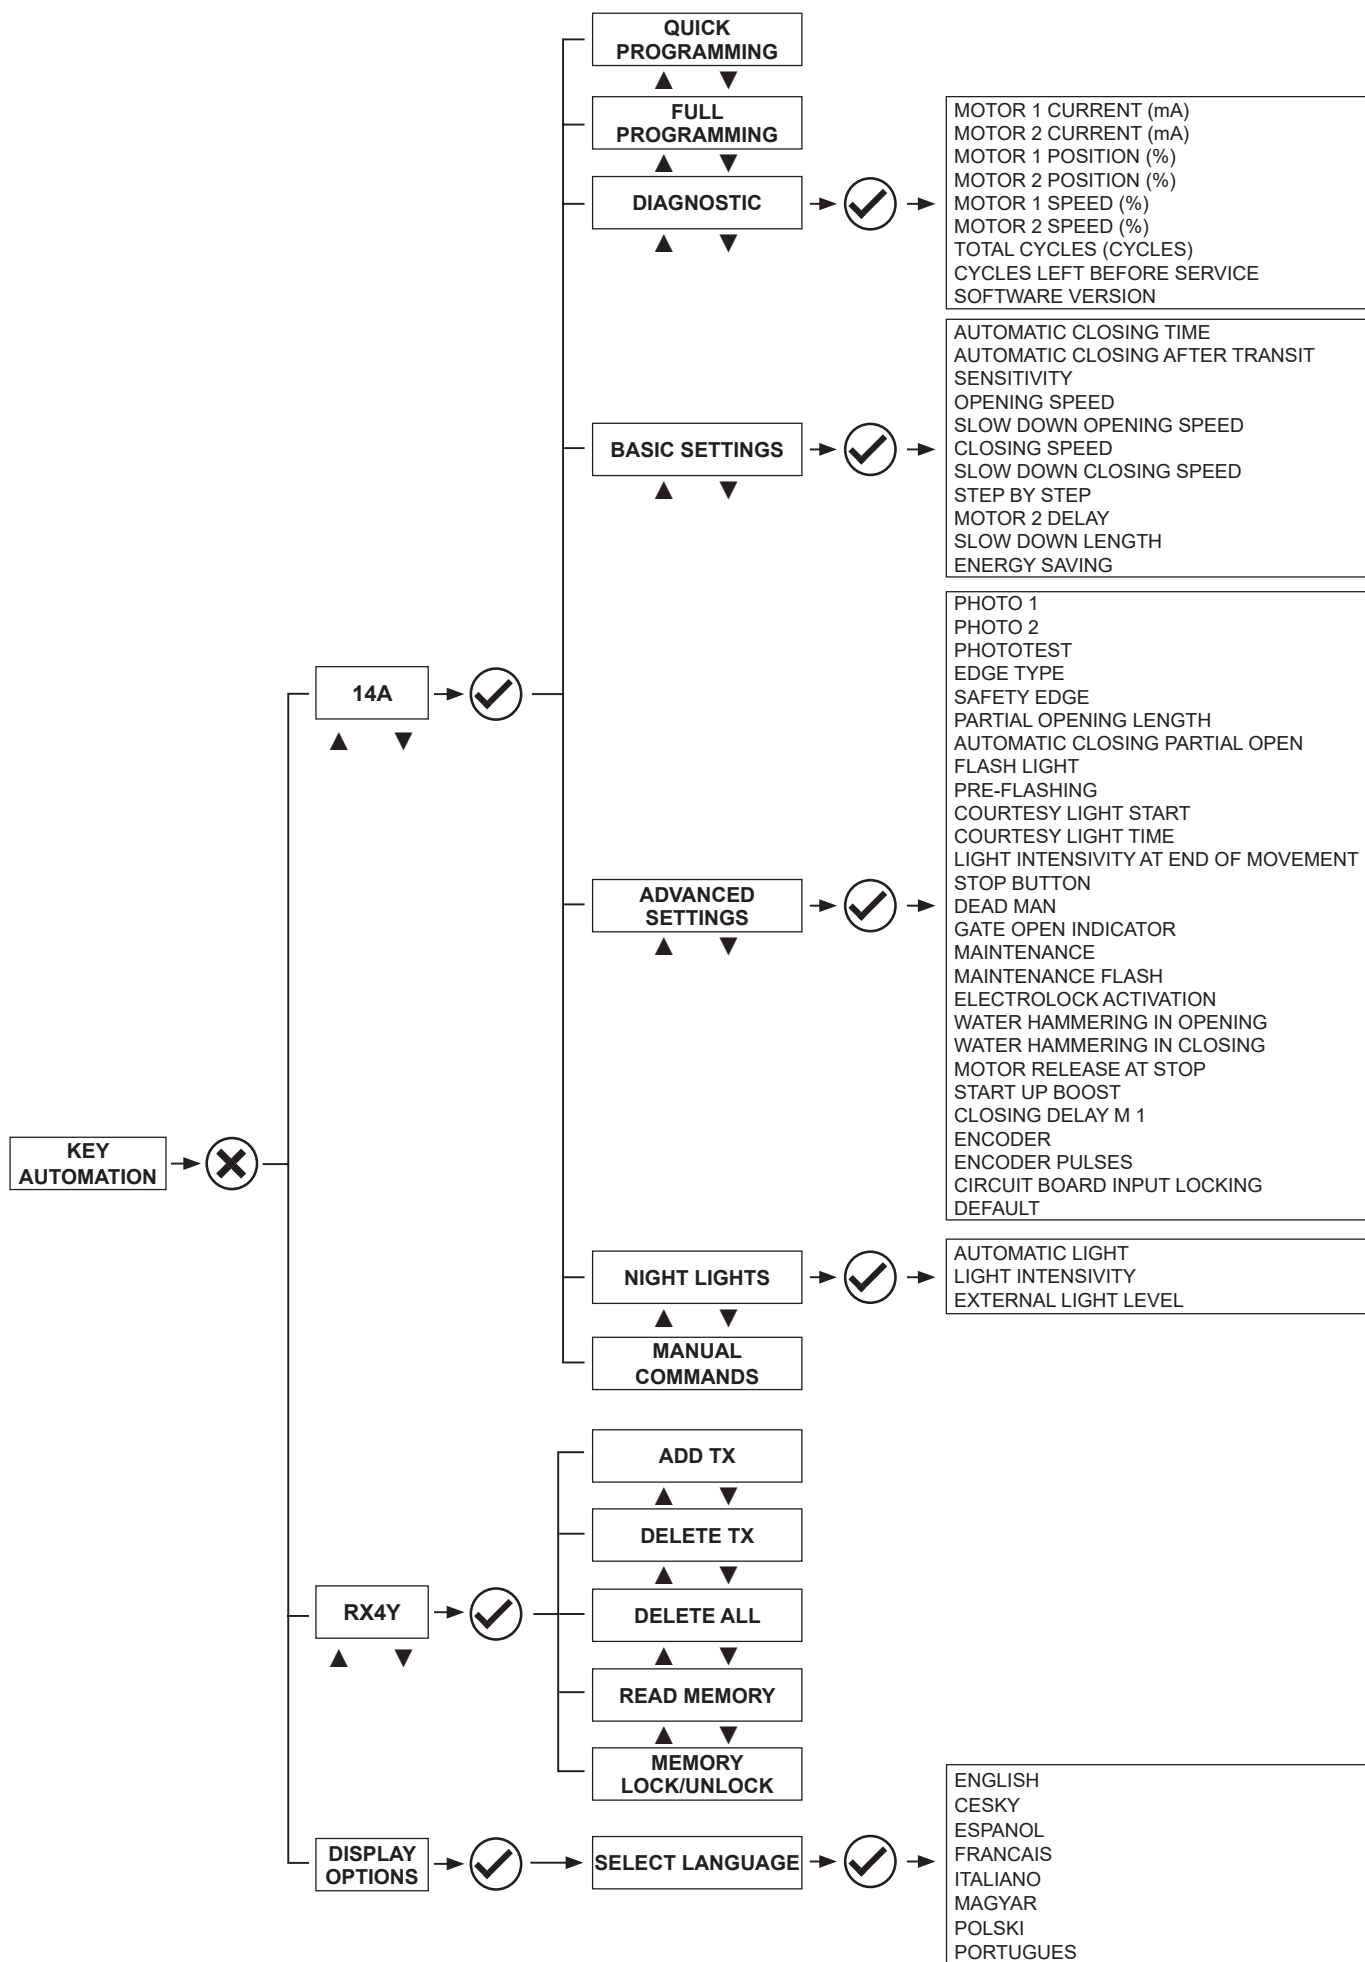 QUICK
PROGRAMMING
FULL
PROGRAMMING
DIAGNOSTIC
MOTOR 1 CURRENT (mA)
MOTOR 2 CURRENT (mA)
MOTOR 1 POSITION (%)
MOTOR 2 POSITION (%)
MOTOR 1 SPEED (%)
MOTOR 2 SPEED (%)
TOTAL CYCLES (CYCLES)
CYCLES LEFT BEFORE SERVICE
SOFTWARE VERSION
BASIC SETTINGS
AUTOMATIC CLOSING TIME
AUTOMATIC CLOSING AFTER TRANSIT
SENSITIVITY
OPENING SPEED
SLOW DOWN OPENING SPEED
CLOSING SPEED
SLOW DOWN CLOSING SPEED
STEP BY STEP
MOTOR 2 DELAY
SLOW DOWN LENGTH
ENERGY SAVING
14A
ADVANCED
SETTINGS
PHOTO 1
PHOTO 2
PHOTOTEST
EDGE TYPE
SAFETY EDGE
PARTIAL OPENING LENGTH
AUTOMATIC CLOSING PARTIAL OPEN
FLASH LIGHT
PRE-FLASHING
COURTESY LIGHT START
COURTESY LIGHT TIME
LIGHT INTENSIVITY AT END OF MOVEMENT
STOP BUTTON
DEAD MAN
GATE OPEN INDICATOR
MAINTENANCE
MAINTENANCE FLASH
ELECTROLOCK ACTIVATION
WATER HAMMERING IN OPENING
WATER HAMMERING IN CLOSING
MOTOR RELEASE AT STOP
START UP BOOST
CLOSING DELAY M 1
ENCODER
ENCODER PULSES
CIRCUIT BOARD INPUT LOCKING
DEFAULT
KEY
AUTOMATION
NIGHT LIGHTS
AUTOMATIC LIGHT
LIGHT INTENSIVITY
EXTERNAL LIGHT LEVEL
MANUAL
COMMANDS
ADD TX
DELETE TX
RX4Y
DELETE ALL
READ MEMORY
MEMORY
LOCK/UNLOCK
DISPLAY
OPTIONS
SELECT LANGUAGE
ENGLISH
CESKY
ESPANOL
FRANCAIS
ITALIANO
MAGYAR
POLSKI
PORTUGUES